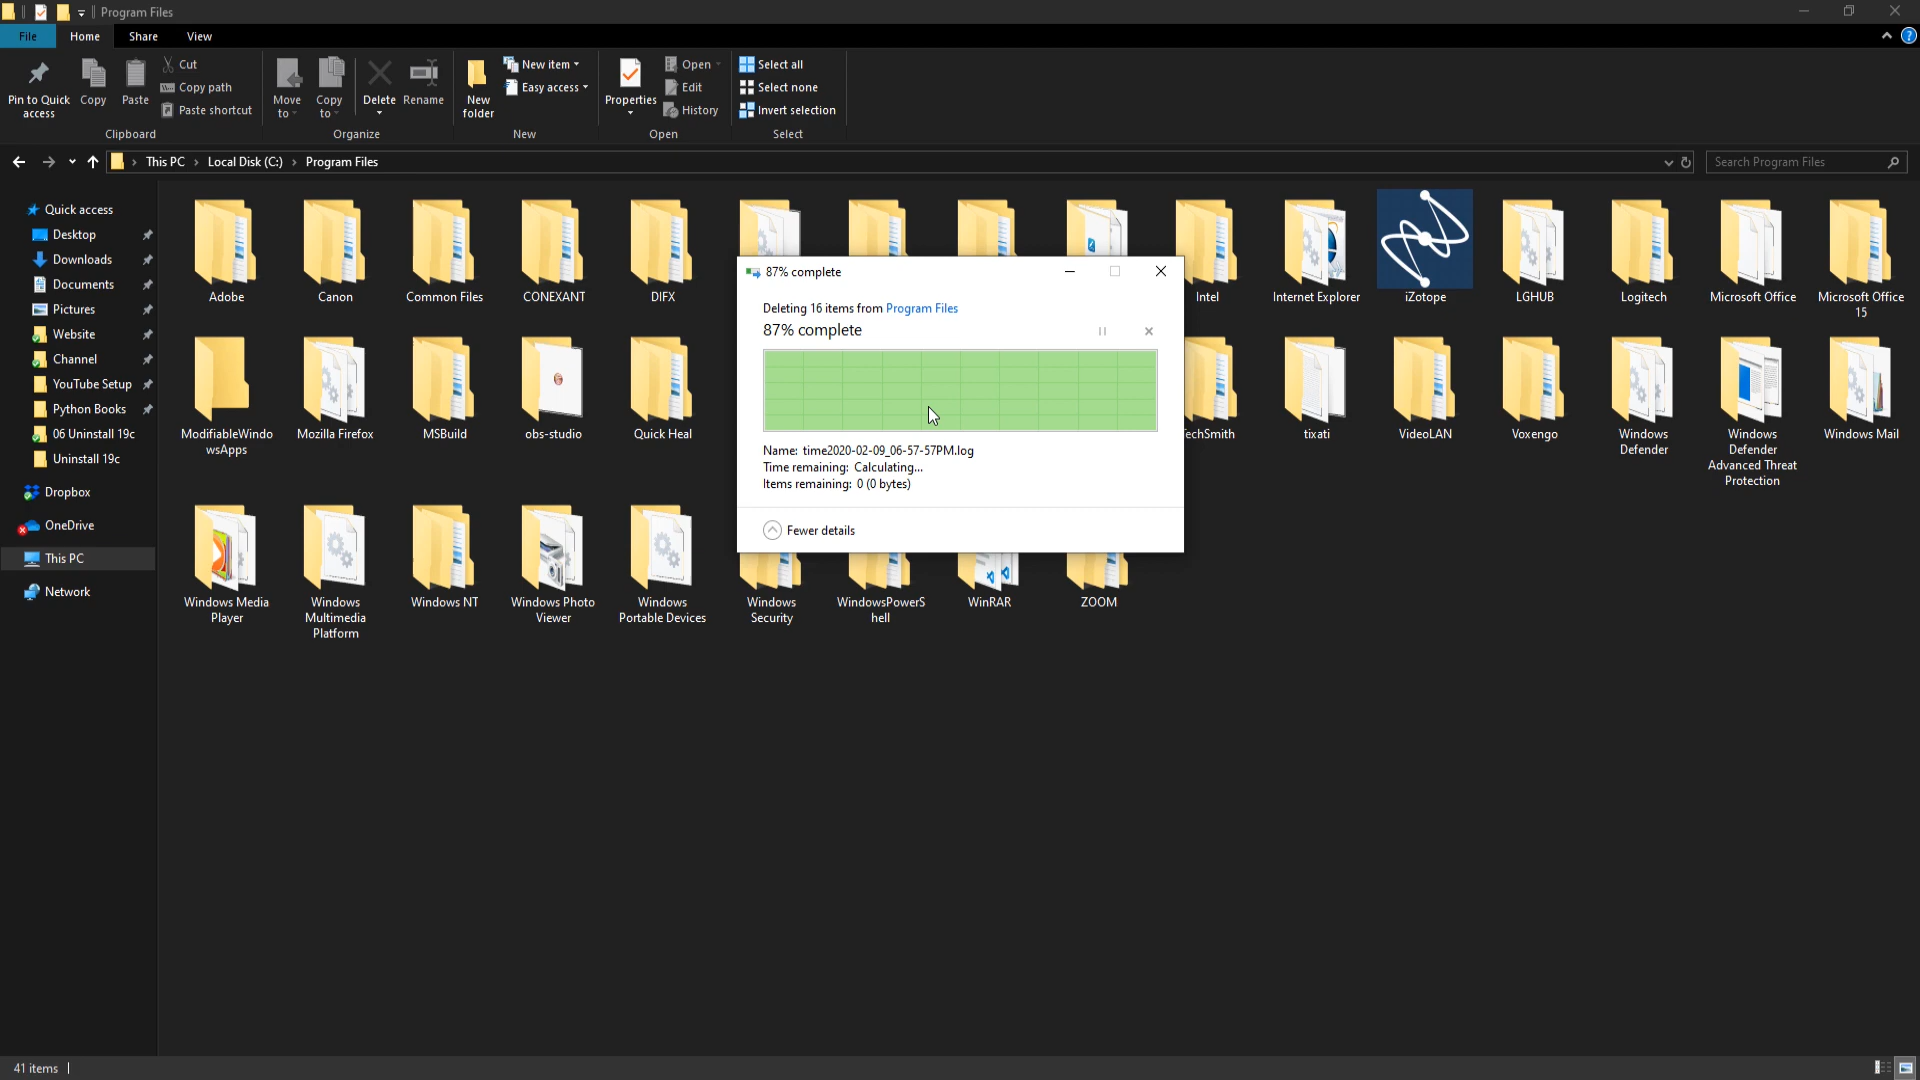 Program Files
File Home Share View
Pin to Quick access
Copy
Paste
Cut
Copy path
Paste shortcut
Clipboard
Move to
Copy to
Delete
Rename
Organize
New folder
New item
Easy access
New
Properties
Open
Edit
History
Open
Select all
Select none
Invert selection
Select
This PC Local Disk (C:) Program Files
Search Program Files
Quick access
Desktop
Downloads
Documents
Pictures
Website
Channel
YouTube Setup
Python Books
06 Uninstall 19c
Uninstall 19c
Dropbox
OneDrive
This PC
Network
Adobe
Canon
Common Files
CONEXANT
DIFX
Intel
Internet Explorer
iZotope
LGHUB
Logitech
Microsoft Office
Microsoft Office
15
ModifiableWindo
wsApps
Mozilla Firefox
MSBuild
obs-studio
Quick Heal
echSmith
tixati
VideoLAN
Voxengo
Windows
Defender
Windows
Defender
Advanced Threat
Protection
Windows Mail
Windows Media
Player
Windows
Multimedia
Platform
Windows NT
Windows Photo
Viewer
Windows
Portable Devices
Windows
Security
WindowsPowerS
hell
WinRAR
ZOOM
87% complete
Deleting 16 items from Program Files
87% complete
Name: time2020-02-09_06-57-57PM.log
Time remaining: Calculating...
Items remaining: 0 (0 bytes)
Fewer details
41 items